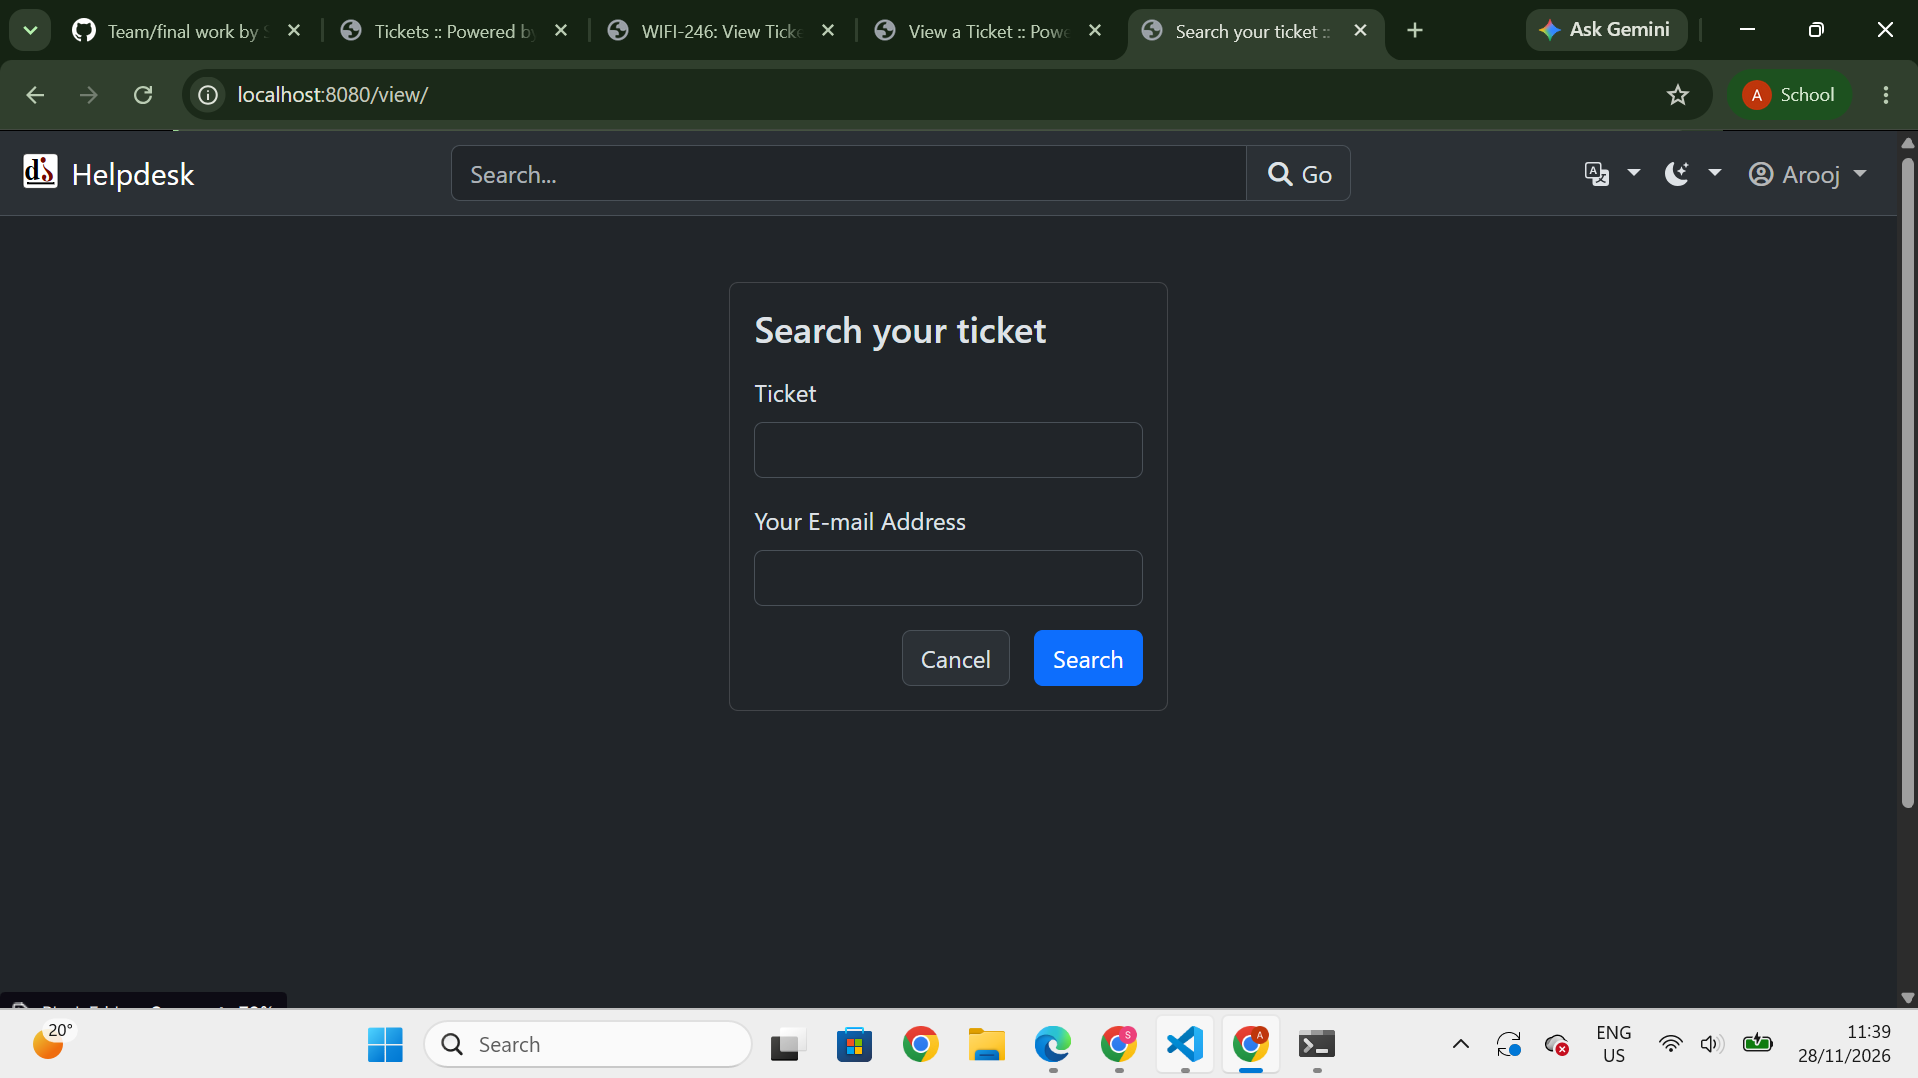 Team/final work by
Tickets :: Powered by
WIFI-246: View Ticke
View a Ticket :: Powe
Search your ticket ::
Ask Gemini
localhost:8080/view/
A
School
Helpdesk
Search...
Go
Arooj
Search your ticket
Ticket
Your E-mail Address
Cancel
Search
20°
Search
S
A
ENG
US
11:39
28/11/2026